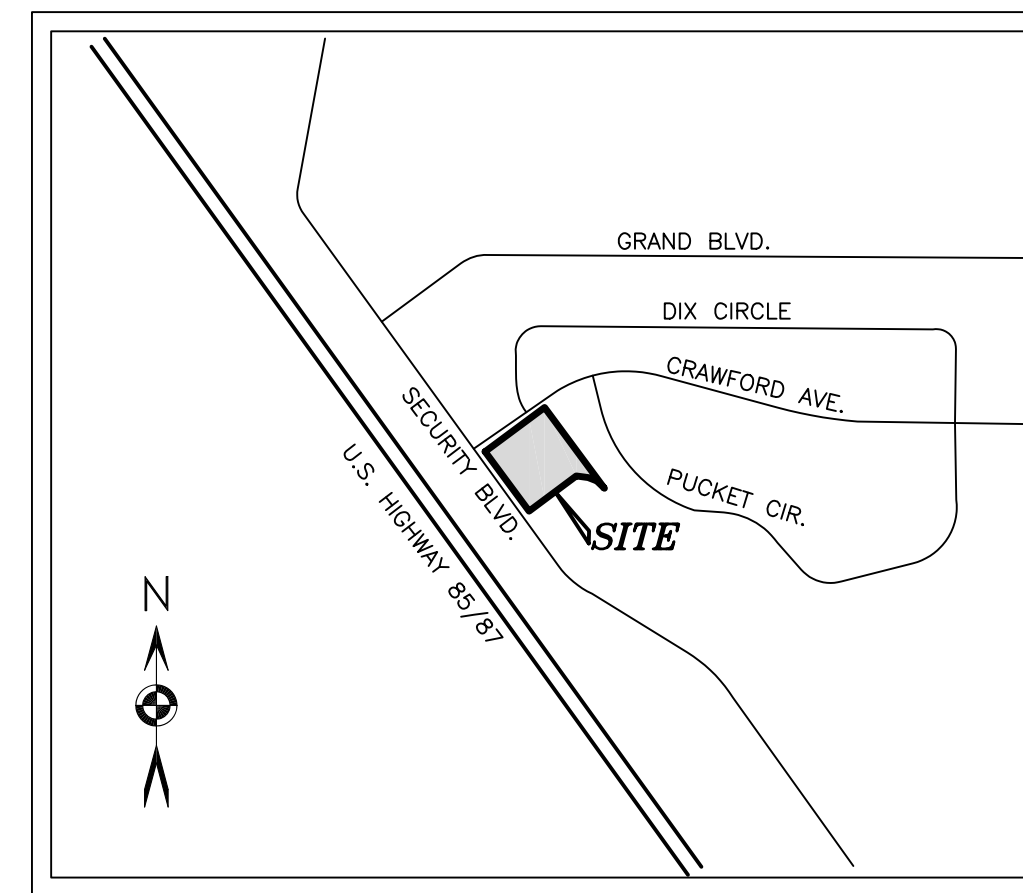 GRAND BLVD.
DIX CIRCLE
CRAWFORD AVE.
SECURITY BLVD.
U.S. HIGHWAY 85/87
PUCKET CIR.
SITE
N